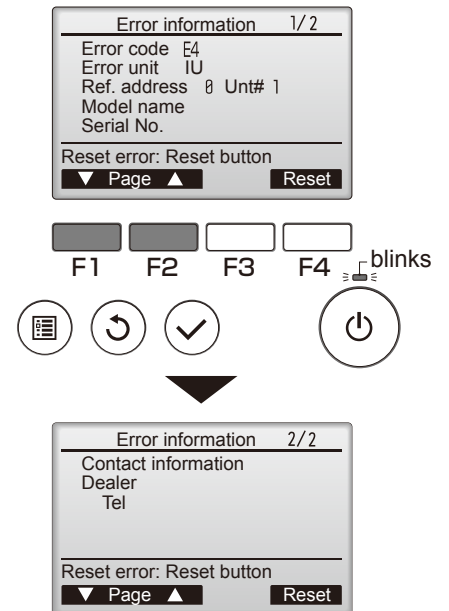 Error information 1/2
Error code E4
Error unit IU
Ref. address 0 Unt# 1
Model name
Serial No.
Reset error: Reset button
▼ Page ▲ Reset
F1 F2 F3 F4
blinks
Error information 2/2
Contact information
Dealer
Tel
Reset error: Reset button
▼ Page ▲ Reset